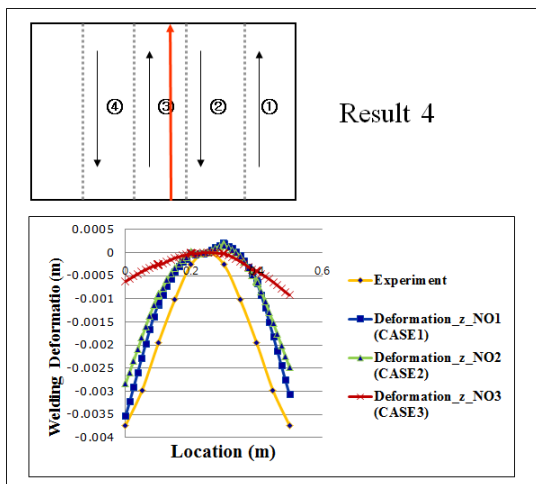 ④ ③ ② ①
Result 4
0.0005
0
-0.0005
-0.001
-0.0015
-0.002
-0.0025
-0.003
-0.0035
-0.004
0 0.2 0.4 0.6
Welding Deformatio (m)
Location (m)
Experiment
Deformation_z_NO1
(CASE1)
Deformation_z_NO2
(CASE2)
Deformation_z_NO3
(CASE3)